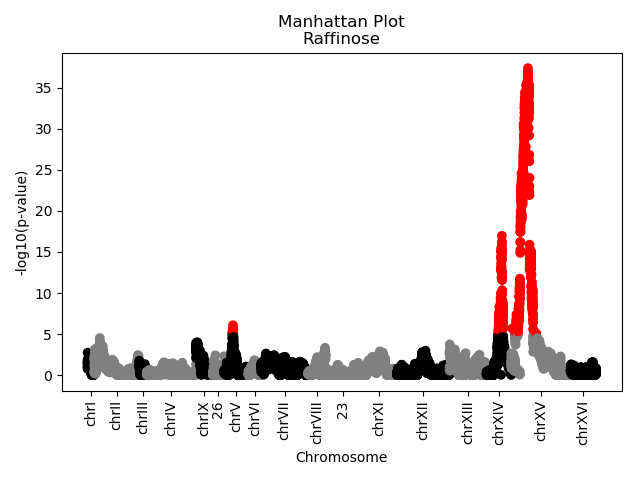 Manhattan Plot
Raffinose
-log10(p-value)
35
30
25
20
15
10
5
0
chrI
chrII
chrIII
chrIV
chrIX
26
chrV
chrVI
chrVII
chrVIII
23
chrXI
chrXII
chrXIII
chrXIV
chrXV
chrXVI
Chromosome